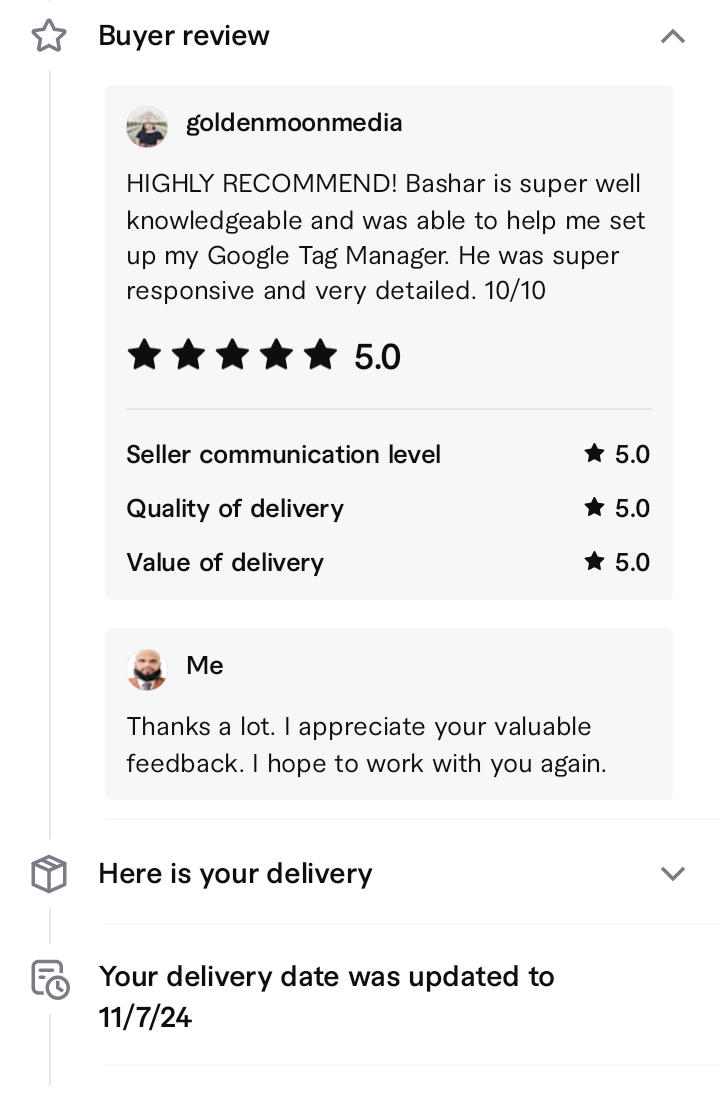 Buyer review
goldenmoonmedia
HIGHLY RECOMMEND! Bashar is super well
knowledgeable and was able to help me set
up my Google Tag Manager. He was super
responsive and very detailed. 10/10
5.0
Seller communication level 5.0
Quality of delivery 5.0
Value of delivery 5.0
Me
Thanks a lot. I appreciate your valuable
feedback. I hope to work with you again.
Here is your delivery
Your delivery date was updated to
11/7/24